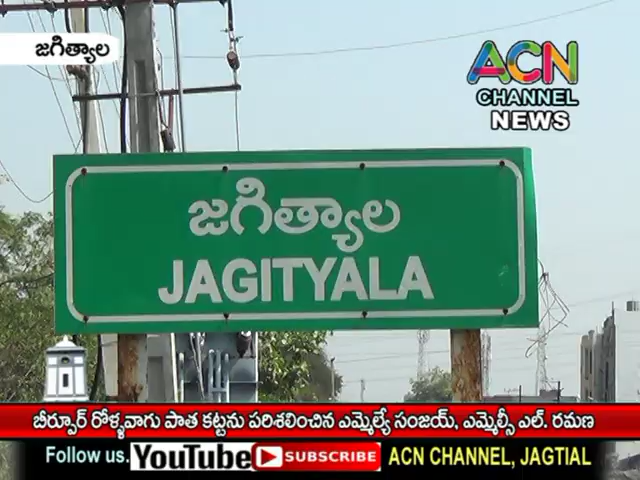 జగిత్యాల
ACN
CHANNEL
NEWS
జగిత్యాల
JAGITYALA
బీర్పూర్ రోళ్ళవాగు పాత కట్టను పరిశీలించిన ఎమ్మెల్యే సంజయ్, ఎమ్మెల్సీ ఎల్. రమణ
Follow us. YouTube SUBSCRIBE ACN CHANNEL, JAGTIAL